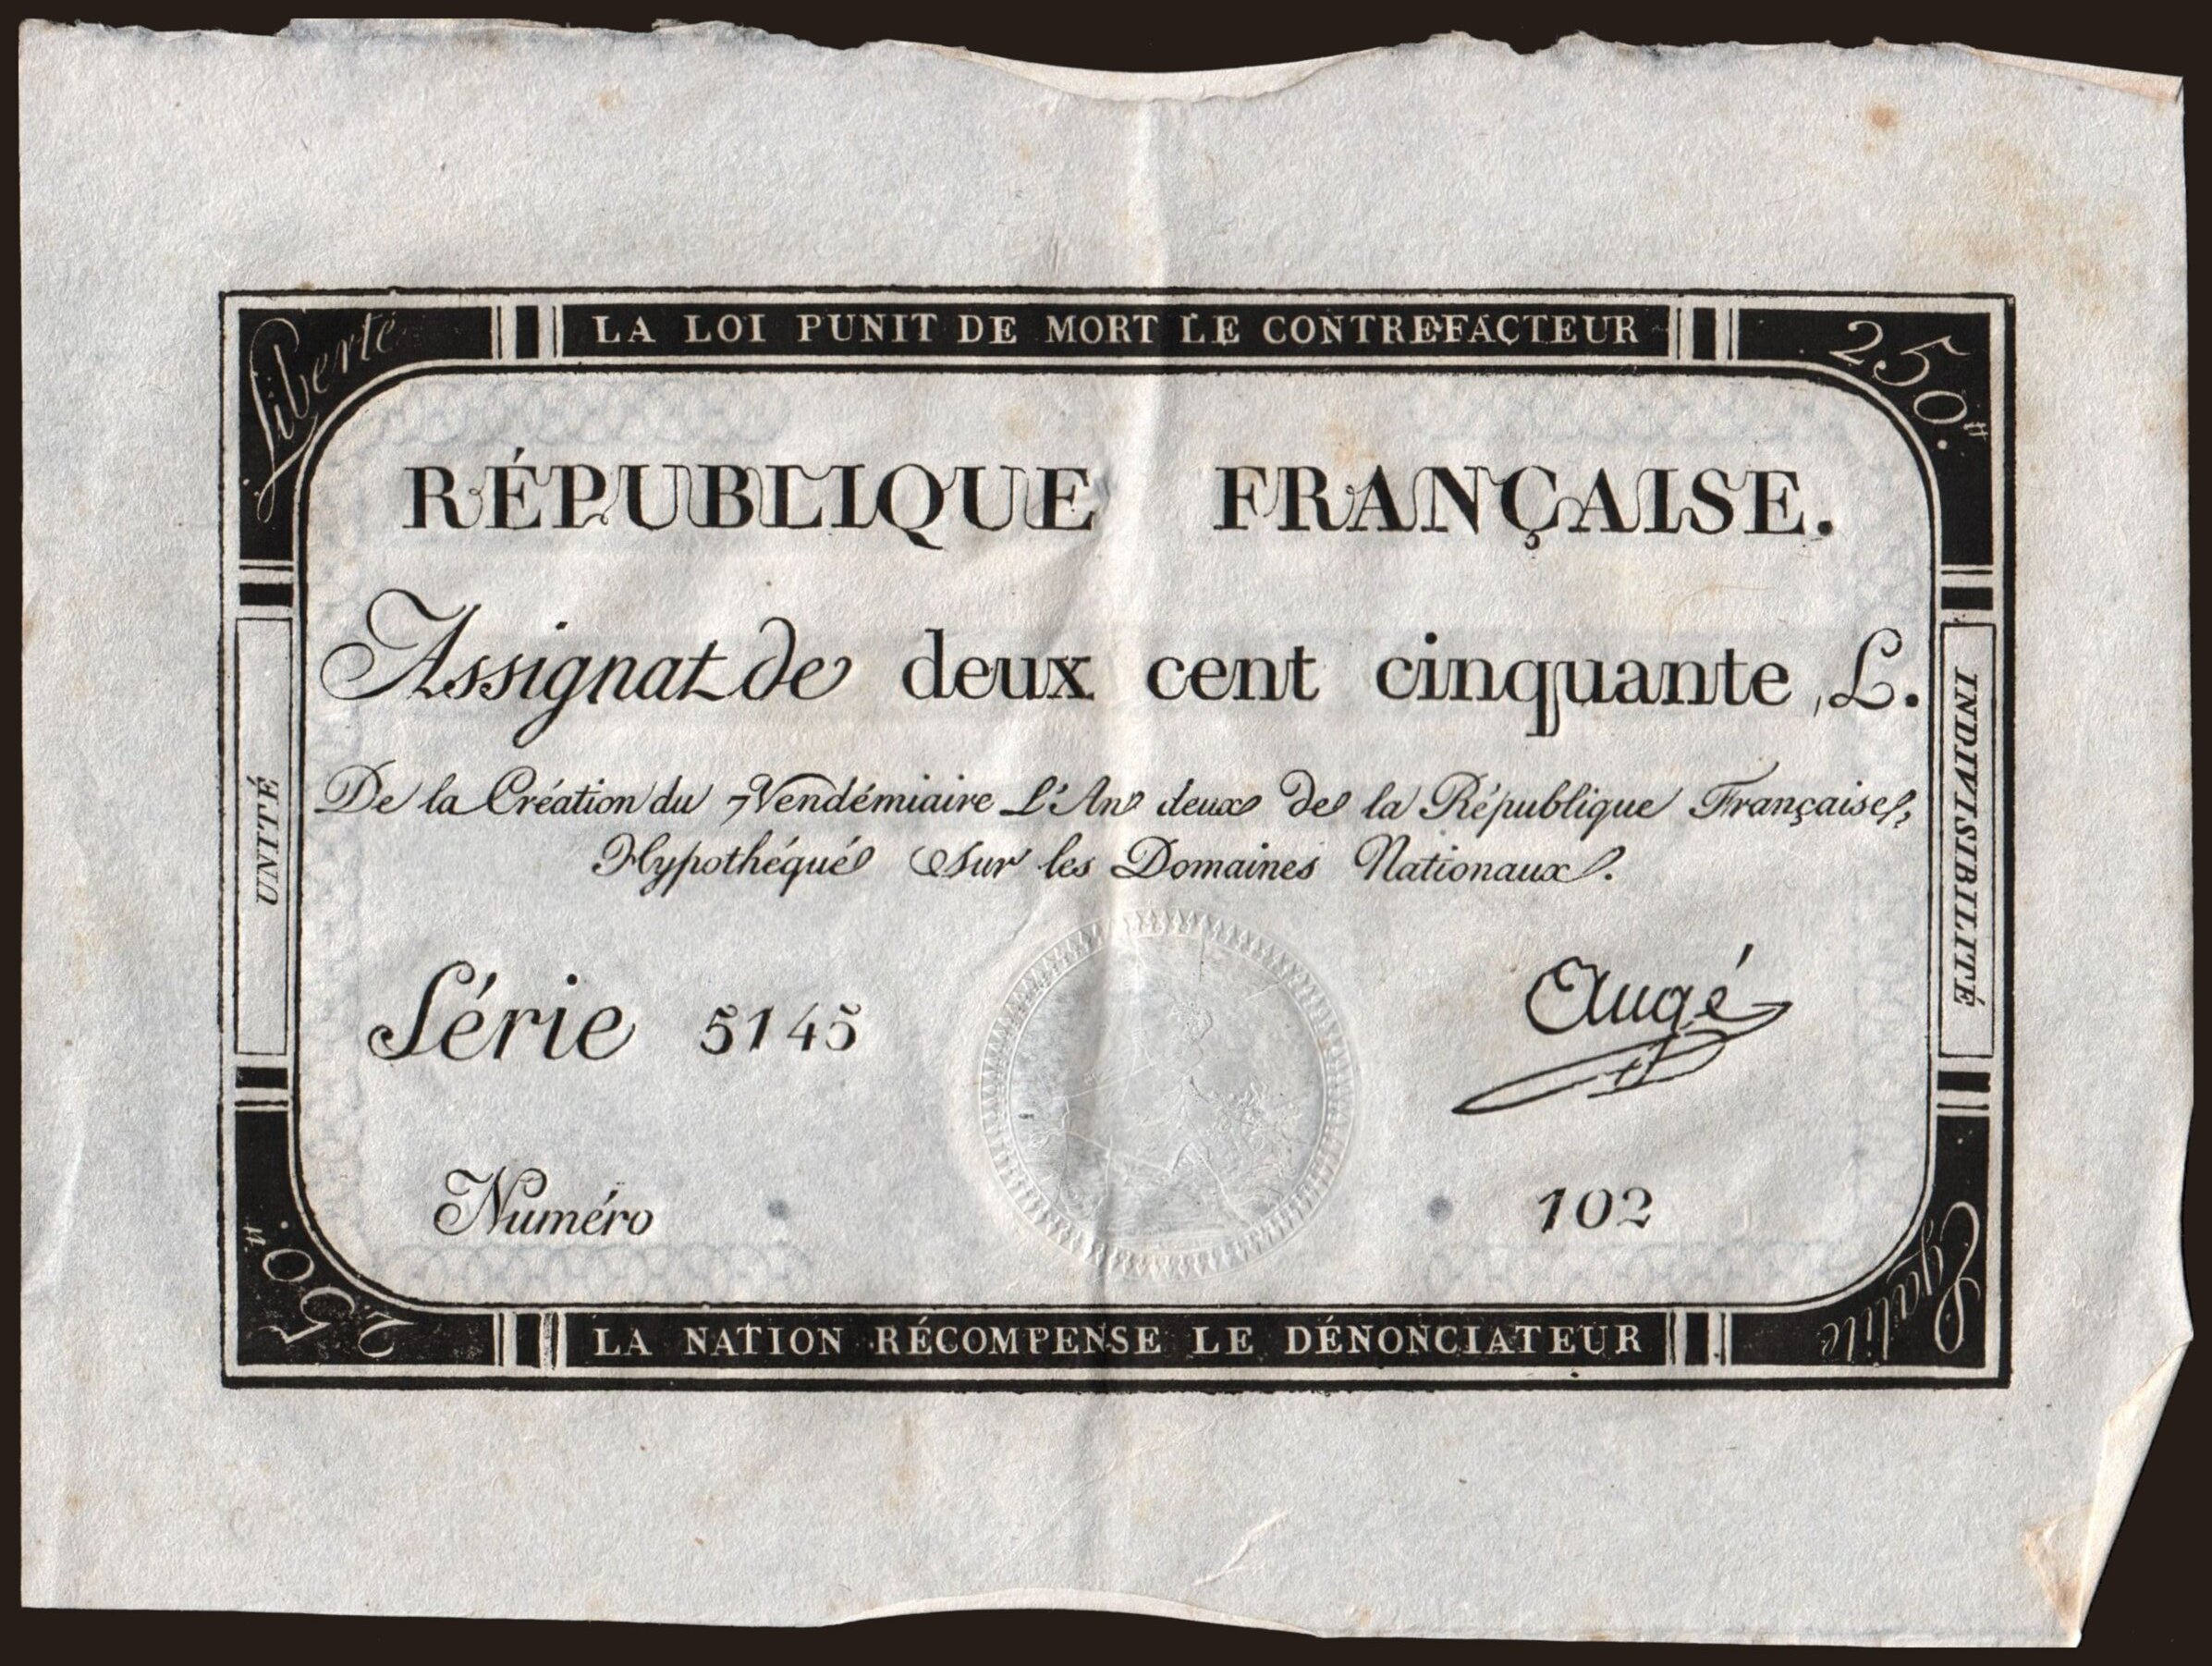 Liberté
LA LOI PUNIT DE MORT LE CONTREFACTEUR
250.
RÉPUBLIQUE FRANÇAISE.
Assignat de deux cent cinquante L.
De la Création du 7 Vendémiaire L'An deux de la République Française,
Hypothéqué Sur les Domaines Nationaux.
UNITÉ
INDIVISIBILITÉ
Série 5145
Augé
Numéro 102
250.
LA NATION RÉCOMPENSE LE DÉNONCIATEUR
Egalité